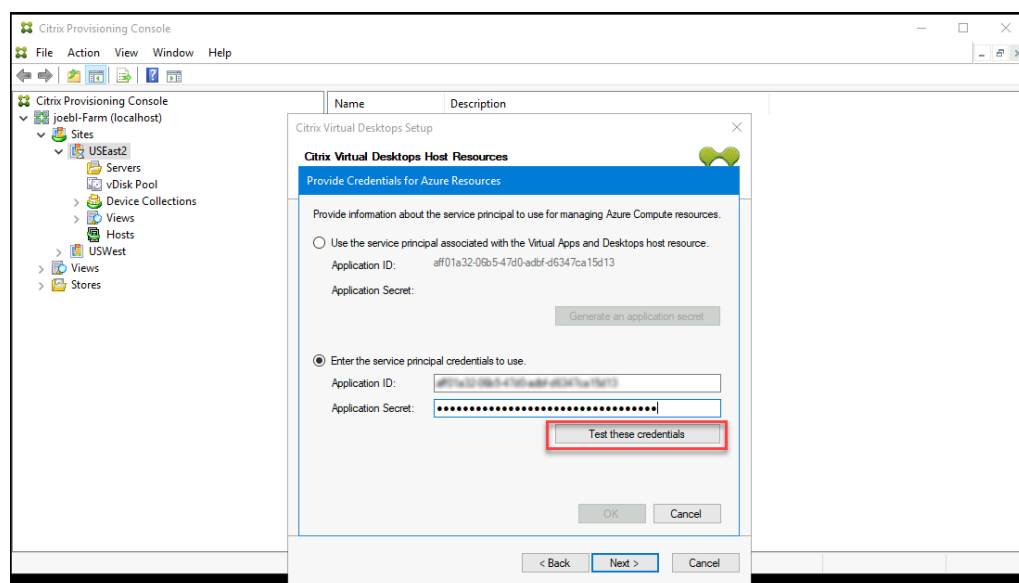 Citrix Provisioning Console
File Action View Window Help
Citrix Provisioning Console
joebl-Farm (localhost)
Sites
USEast2
Servers
vDisk Pool
Device Collections
Views
Hosts
USWest
Views
Stores
Name Description
Citrix Virtual Desktops Setup
Citrix Virtual Desktops Host Resources
Provide Credentials for Azure Resources
Provide information about the service principal to use for managing Azure Compute resources.
Use the service principal associated with the Virtual Apps and Desktops host resource.
Application ID: aff01a32-06b5-47d0-adbf-d6347ca15d13
Application Secret:
Generate an application secret
Enter the service principal credentials to use.
Application ID:
Application Secret: ••••••••••••••••••••••••••••••••••
Test these credentials
OK Cancel
< Back Next > Cancel